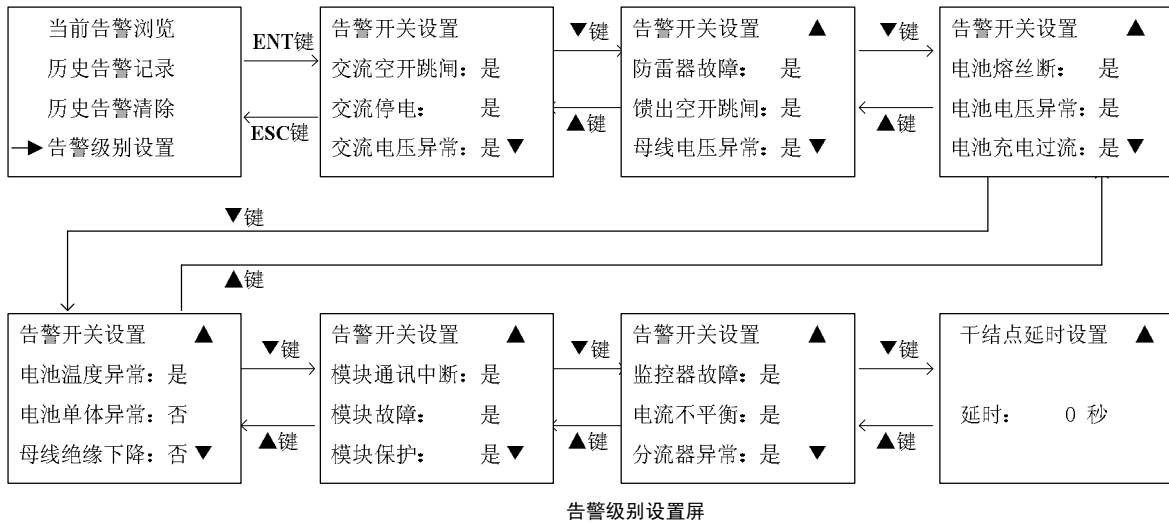 当前告警浏览
历史告警记录
历史告警清除
告警级别设置
ENT键
ESC键
告警开关设置
交流空开跳闸：是
交流停电： 是
交流电压异常：是▼
▼键
▲键
告警开关设置 ▲
防雷器故障： 是
馈出空开跳闸：是
母线电压异常：是▼
▼键
▲键
告警开关设置 ▲
电池熔丝断： 是
电池电压异常：是
电池充电过流：是▼
▼键
▲键
告警开关设置 ▲
电池温度异常：是
电池单体异常：否
母线绝缘下降：否▼
▼键
▲键
告警开关设置 ▲
模块通讯中断：是
模块故障： 是
模块保护： 是▼
▼键
▲键
告警开关设置 ▲
监控器故障：是
电流不平衡：是
分流器异常：是 ▼
▼键
▲键
干结点延时设置 ▲
延时： 0 秒
告警级别设置屏